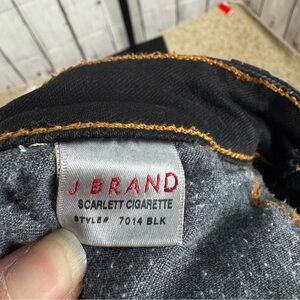 J BRAND
SCARLETT CIGARETTE
STYLE# 7014 BLK